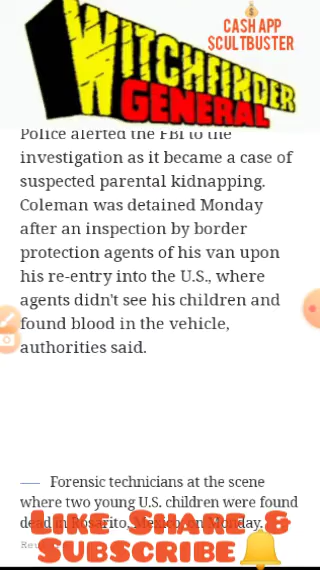 CASH APP
SCULTBUSTER
WITCHFINDER
GENERAL
Police alerted the FBI to the
investigation as it became a case of
suspected parental kidnapping.
Coleman was detained Monday
after an inspection by border
protection agents of his van upon
his re-entry into the U.S., where
agents didn't see his children and
found blood in the vehicle,
authorities said.
Forensic technicians at the scene
where two young U.S. children were found
dead in Rosarito, Mexico, on Monday.
Like Share &
Subscribe